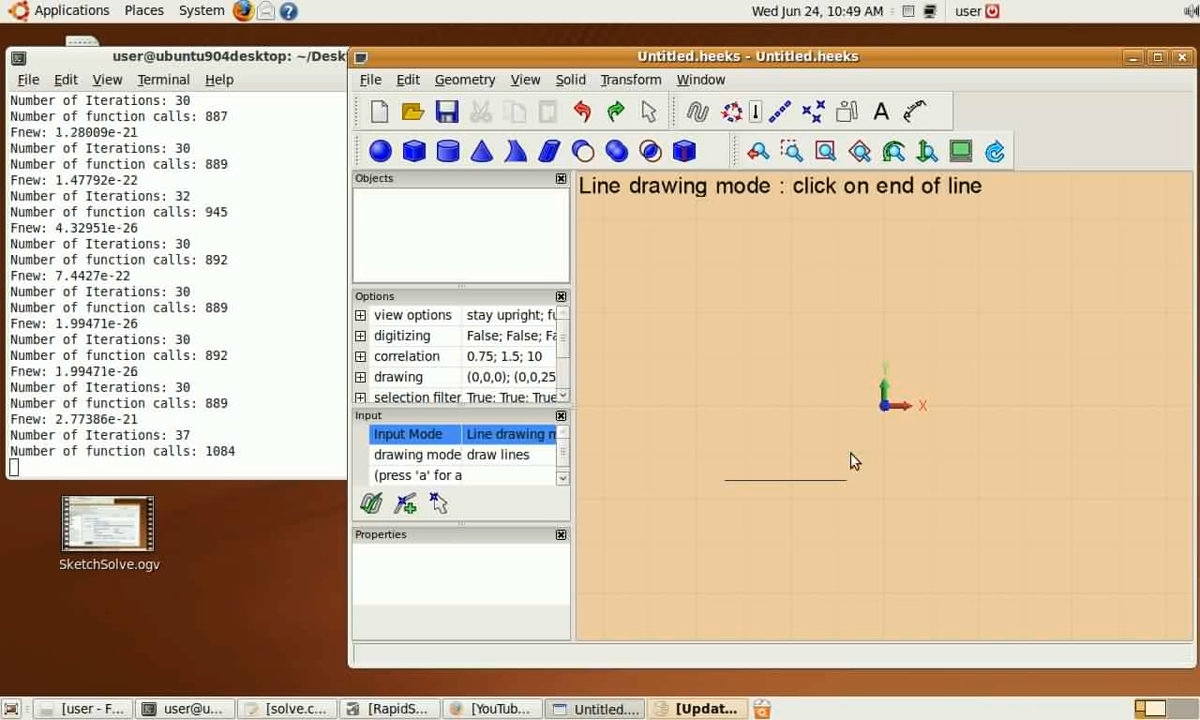 Applications Places System
Wed Jun 24, 10:49 AM
user
user@ubuntu904desktop: ~/Desk
File Edit View Terminal Help
Number of Iterations: 30
Number of function calls: 887
Fnew: 1.28009e-21
Number of Iterations: 30
Number of function calls: 889
Fnew: 1.47792e-22
Number of Iterations: 32
Number of function calls: 945
Fnew: 4.32951e-26
Number of Iterations: 30
Number of function calls: 892
Fnew: 7.4427e-22
Number of Iterations: 30
Number of function calls: 889
Fnew: 1.99471e-26
Number of Iterations: 30
Number of function calls: 892
Fnew: 1.99471e-26
Number of Iterations: 30
Number of function calls: 889
Fnew: 2.77386e-21
Number of Iterations: 37
Number of function calls: 1084
SketchSolve.ogv
Untitled.heeks - Untitled.heeks
File Edit Geometry View Solid Transform Window
A
Objects
Options
view options stay upright; fu
digitizing False; False; Fa
correlation 0.75; 1.5; 10
drawing (0,0,0); (0,0,25
selection filter True; True; True
Input
Input Mode Line drawing m
drawing mode draw lines
(press 'a' for a
Properties
Line drawing mode : click on end of line
Y
X
[user - F... user@u... [solve.c... [RapidS... [YouTub... Untitled.... [Updat...